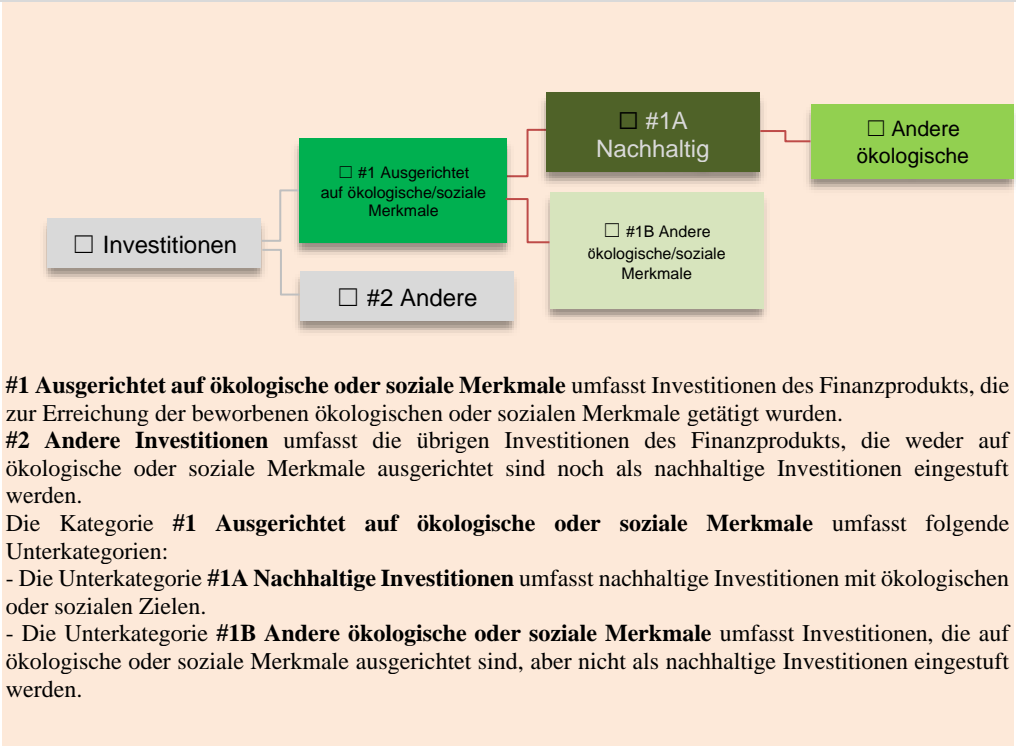 ☐ #1A
Nachhaltig
☐ Andere
ökologische
☐ #1 Ausgerichtet
auf ökologische/soziale
Merkmale
☐ #1B Andere
ökologische/soziale
Merkmale
☐ Investitionen
☐ #2 Andere
#1 Ausgerichtet auf ökologische oder soziale Merkmale umfasst Investitionen des Finanzprodukts, die
zur Erreichung der beworbenen ökologischen oder sozialen Merkmale getätigt wurden.
#2 Andere Investitionen umfasst die übrigen Investitionen des Finanzprodukts, die weder auf
ökologische oder soziale Merkmale ausgerichtet sind noch als nachhaltige Investitionen eingestuft
werden.
Die Kategorie #1 Ausgerichtet auf ökologische oder soziale Merkmale umfasst folgende
Unterkategorien:
- Die Unterkategorie #1A Nachhaltige Investitionen umfasst nachhaltige Investitionen mit ökologischen
oder sozialen Zielen.
- Die Unterkategorie #1B Andere ökologische oder soziale Merkmale umfasst Investitionen, die auf
ökologische oder soziale Merkmale ausgerichtet sind, aber nicht als nachhaltige Investitionen eingestuft
werden.